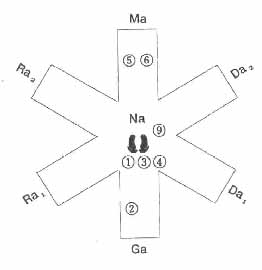 Ma
⑤ ⑥
Ra₂
Da₂
Na
⑨
① ③ ④
Ra₁
②
Da₁
Ga